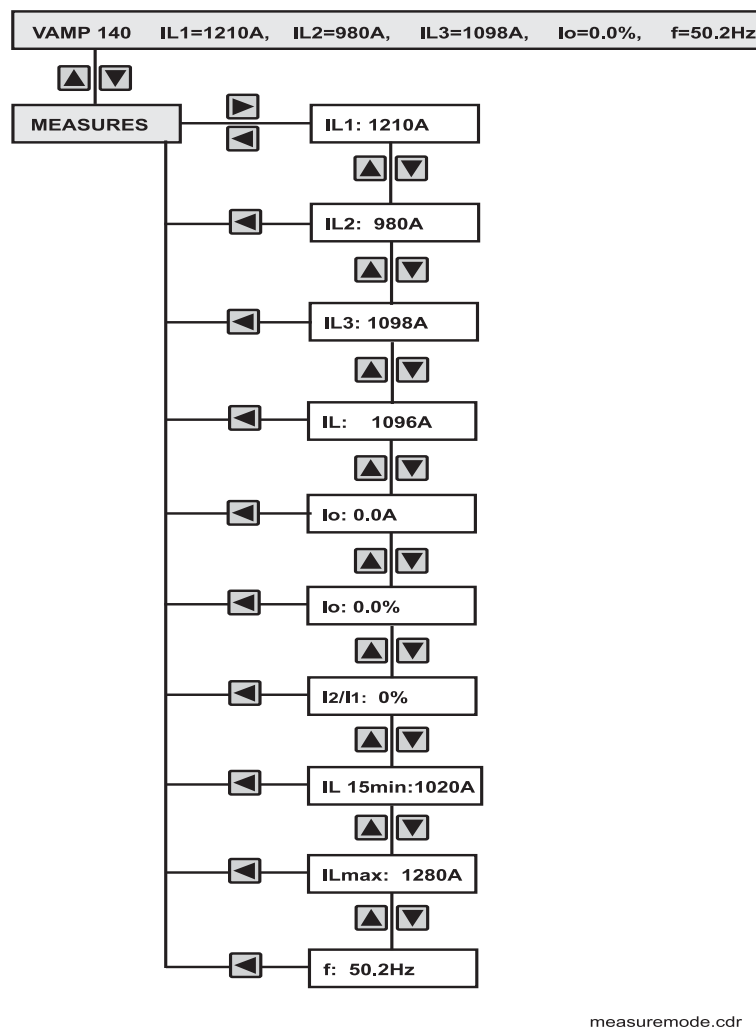 VAMP 140 IL1=1210A, IL2=980A, IL3=1098A, Io=0.0%, f=50.2Hz
MEASURES
IL1: 1210A
IL2: 980A
IL3: 1098A
IL: 1096A
Io: 0.0A
Io: 0.0%
I2/I1: 0%
IL 15min:1020A
ILmax: 1280A
f: 50.2Hz
measuremode.cdr